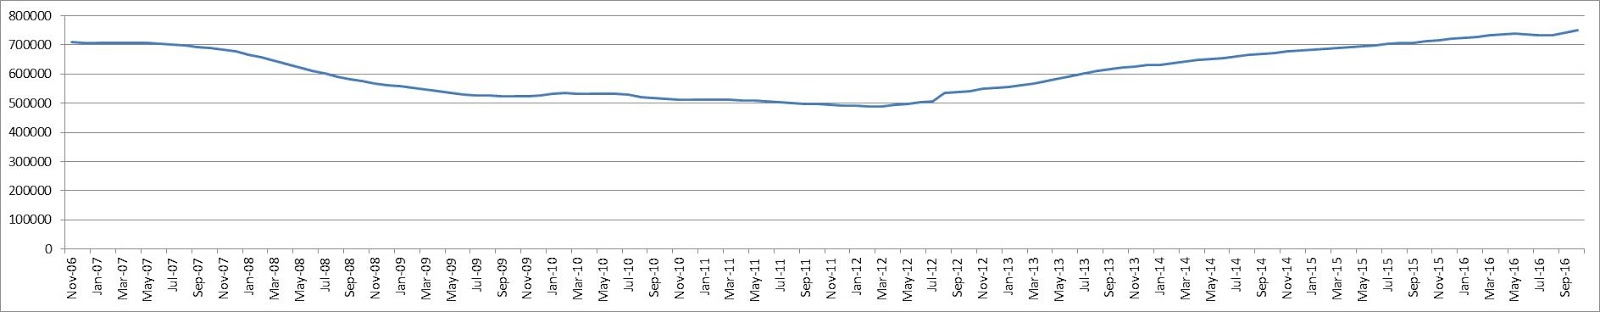 800000
700000
600000
500000
400000
300000
200000
100000
0
Nov-06
Jan-07
Mar-07
May-07
Jul-07
Sep-07
Nov-07
Jan-08
Mar-08
May-08
Jul-08
Sep-08
Nov-08
Jan-09
Mar-09
May-09
Jul-09
Sep-09
Nov-09
Jan-10
Mar-10
May-10
Jul-10
Sep-10
Nov-10
Jan-11
Mar-11
May-11
Jul-11
Sep-11
Nov-11
Jan-12
Mar-12
May-12
Jul-12
Sep-12
Nov-12
Jan-13
Mar-13
May-13
Jul-13
Sep-13
Nov-13
Jan-14
Mar-14
May-14
Jul-14
Sep-14
Nov-14
Jan-15
Mar-15
May-15
Jul-15
Sep-15
Nov-15
Jan-16
Mar-16
May-16
Jul-16
Sep-16